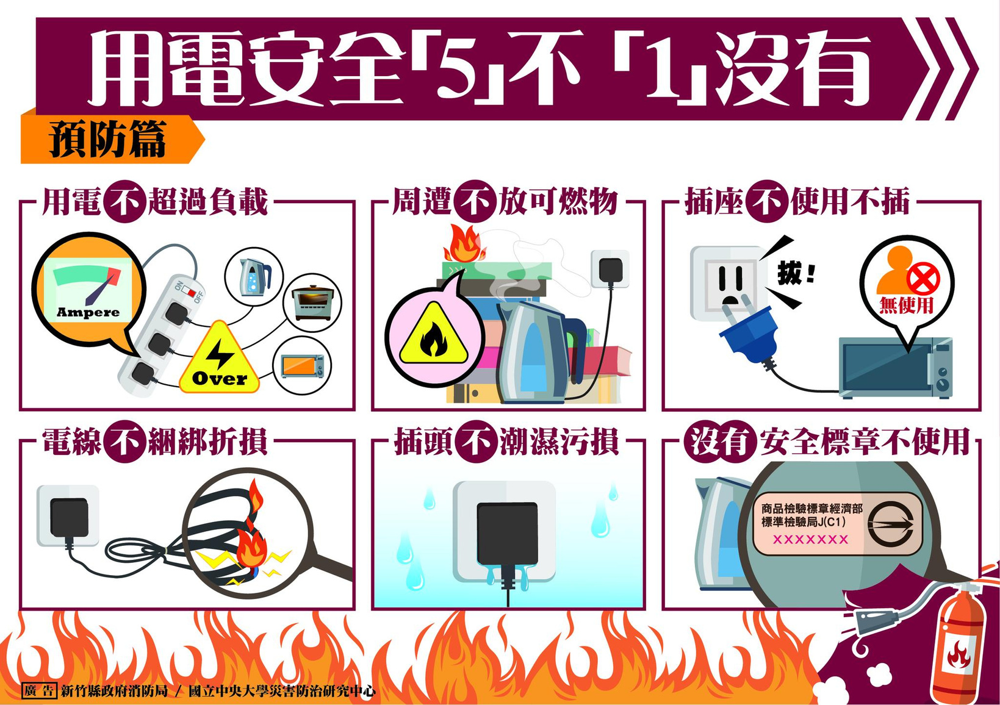 用電安全「5」不「1」沒有
預防篇
用電不超過負載
Ampere
ON
OFF
Over
周遭不放可燃物
插座不使用不插
拔!
無使用
電線不綑綁折損
插頭不潮濕污損
沒有安全標章不使用
商品檢驗標章經濟部
標準檢驗局J(C1)
XXXXXXX
廣告 新竹縣政府消防局 / 國立中央大學災害防治研究中心